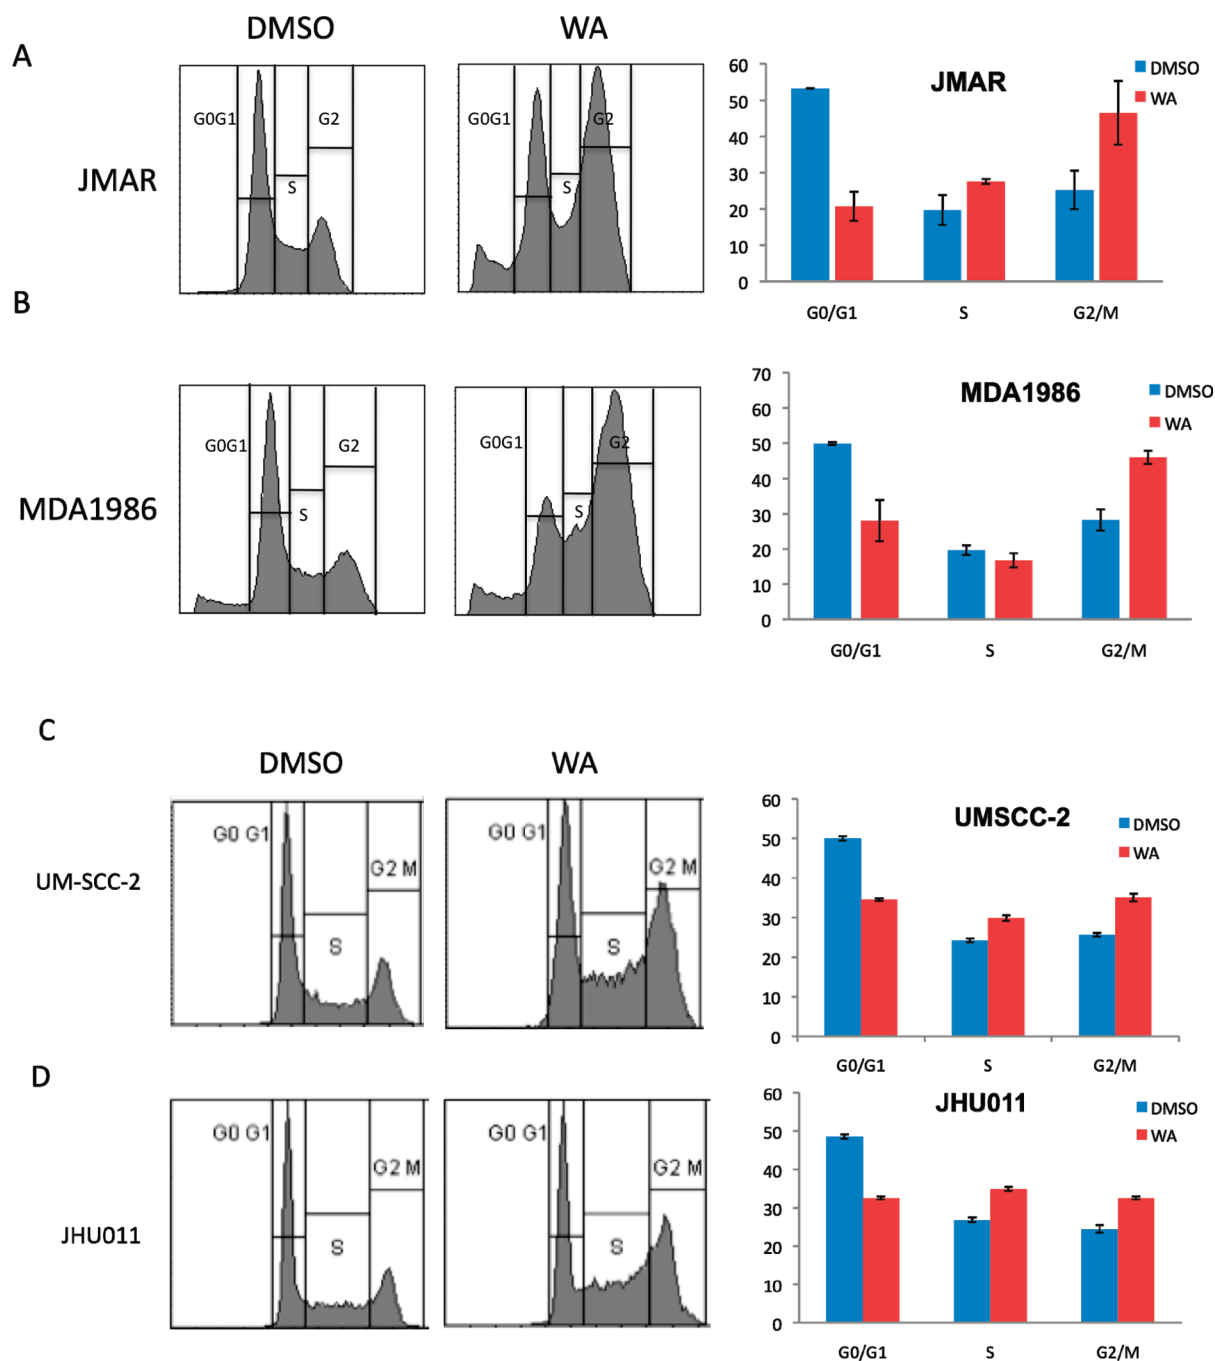 DMSO
WA
A
JMAR
G0G1
S
G2
G0G1
S
G2
JMAR
DMSO
WA
60
50
40
30
20
10
0
G0/G1
S
G2/M
B
MDA1986
G0G1
S
G2
G0G1
S
G2
MDA1986
DMSO
WA
70
60
50
40
30
20
10
0
G0/G1
S
G2/M
C
DMSO
WA
UM-SCC-2
G0 G1
S
G2 M
G0 G1
S
G2 M
UMSCC-2
DMSO
WA
60
50
40
30
20
10
0
G0/G1
S
G2/M
D
JHU011
G0 G1
S
G2 M
G0 G1
S
G2 M
JHU011
DMSO
WA
60
50
40
30
20
10
0
G0/G1
S
G2/M